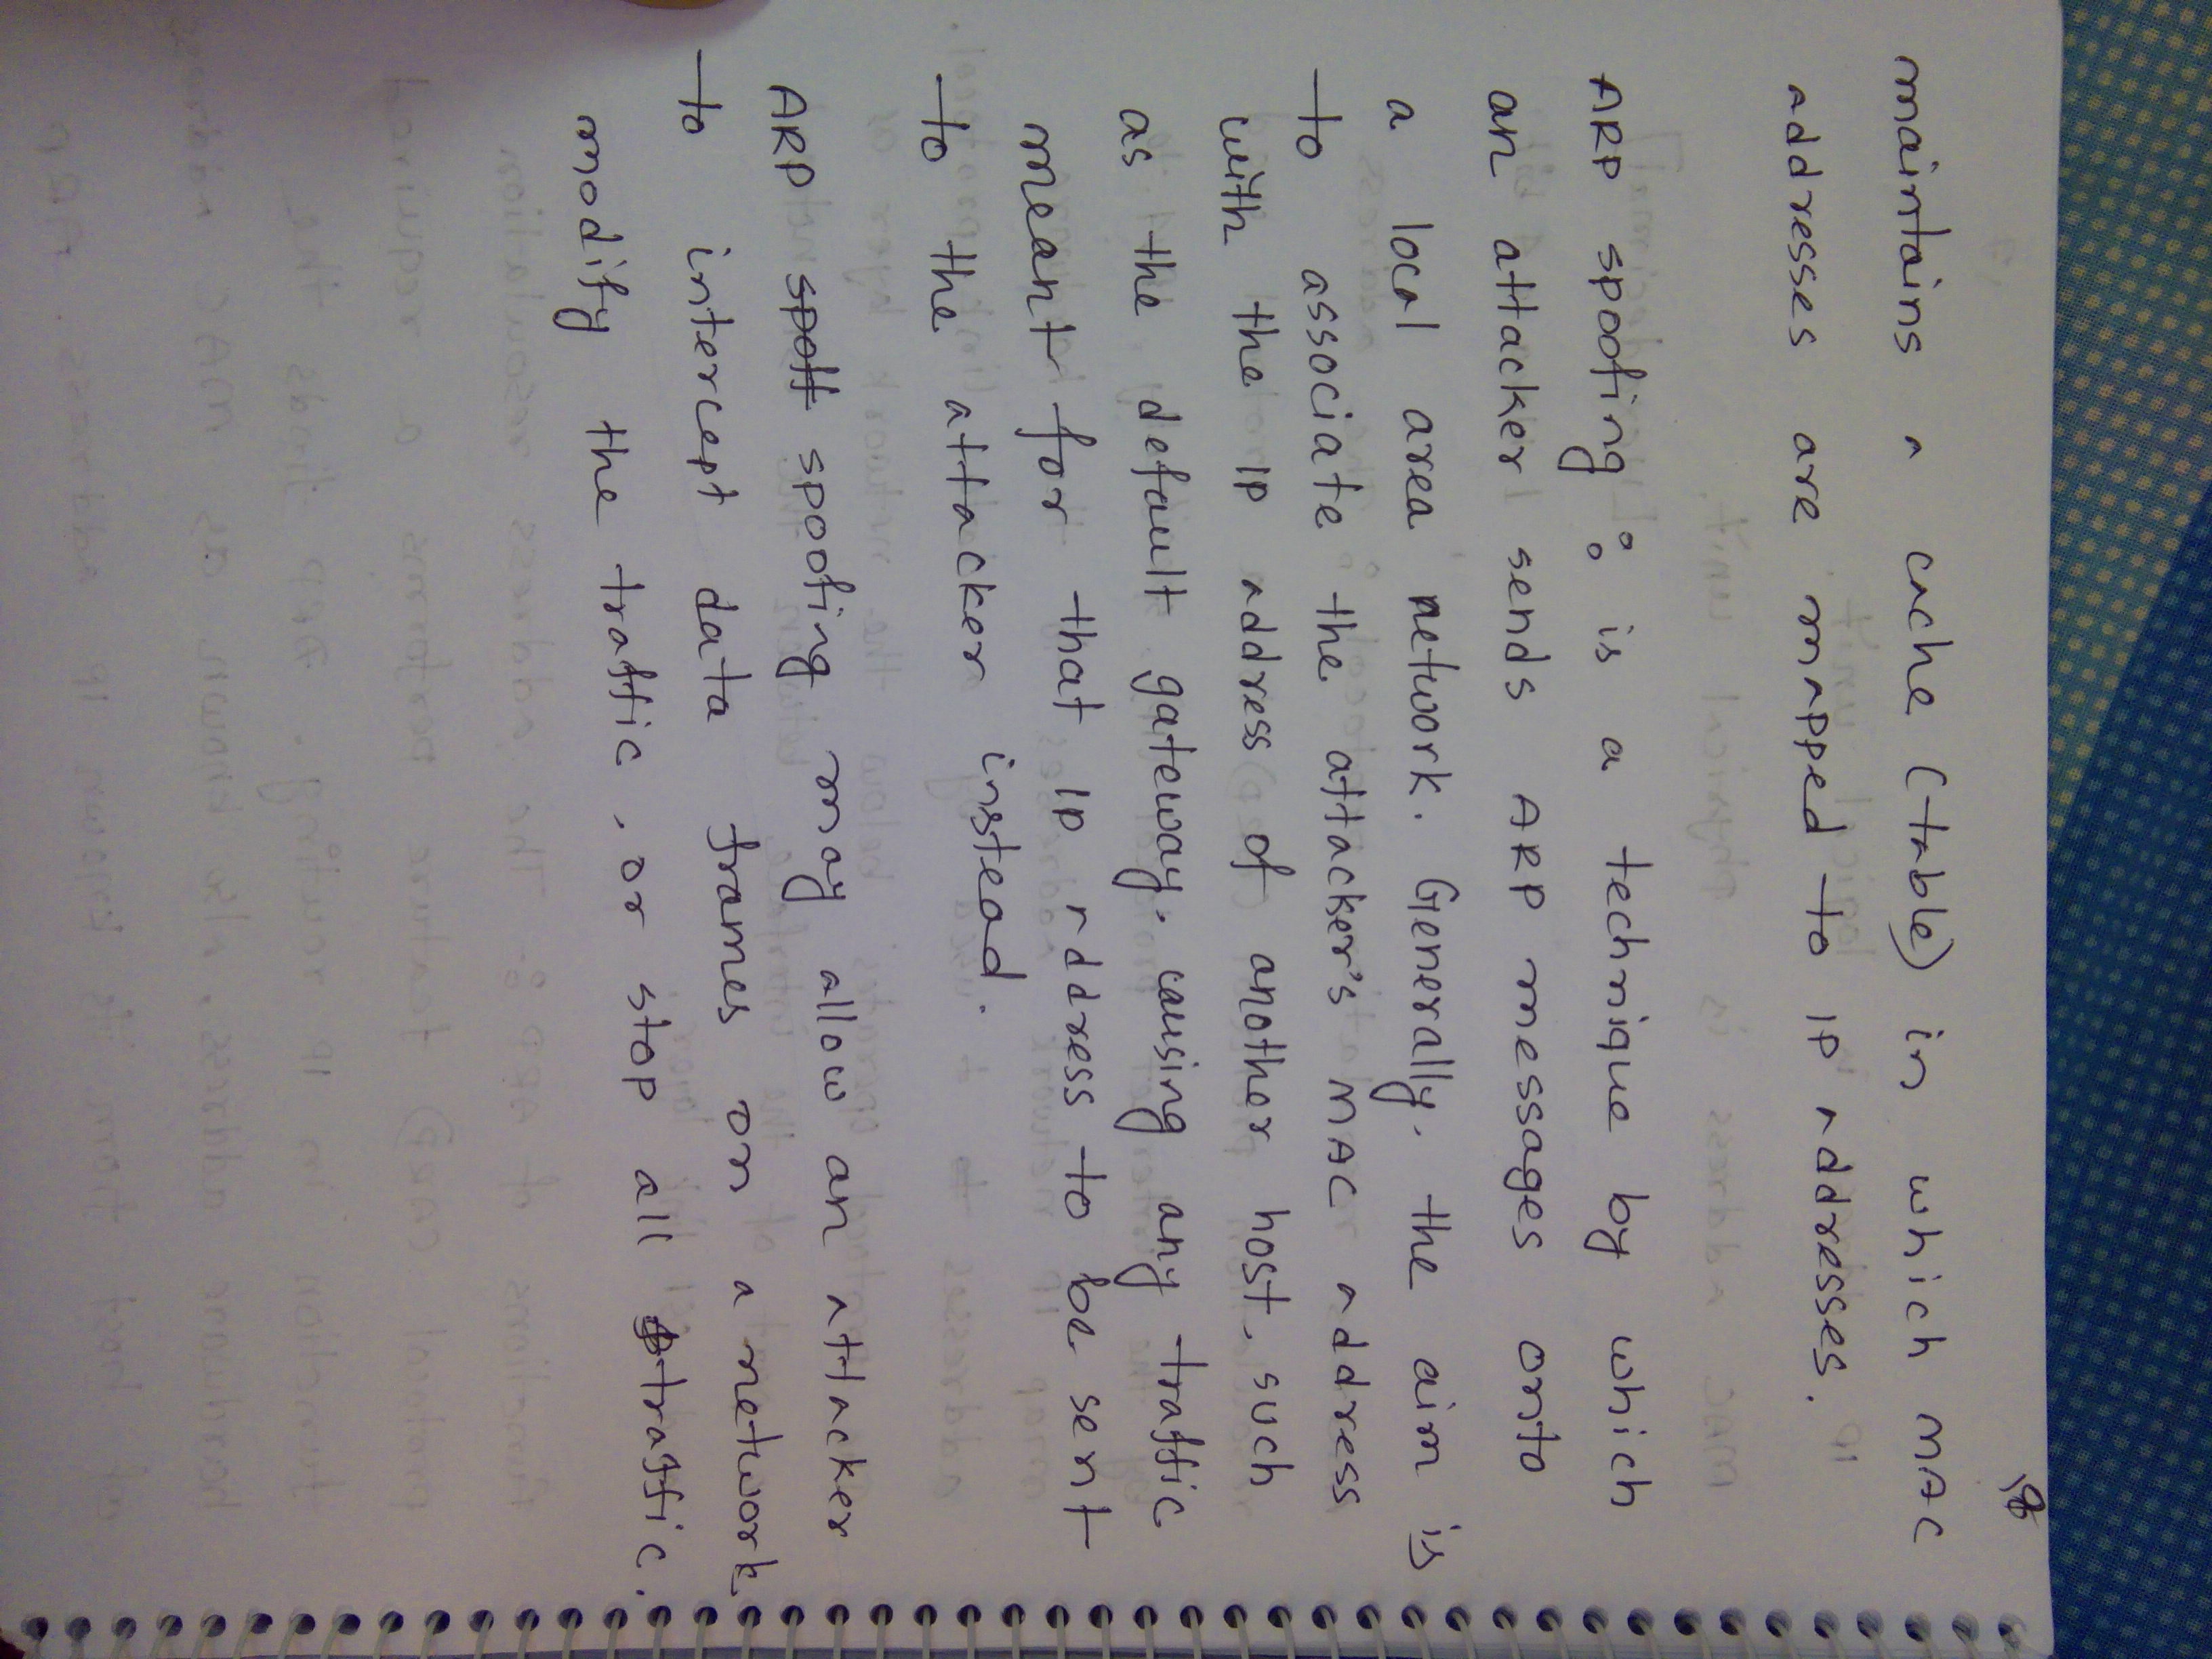 18
maintains a cache (table) in which MAC
addresses are mapped to IP addresses.
ARP spoofing : is a technique by which
an attacker sends ARP messages onto
a local area network. Generally, the aim is
to associate the attacker's MAC address
with the IP address of another host, such
as the default gateway, causing any traffic
meant for that IP address to be sent
to the attacker instead.
ARP spoff spoofing may allow an attacker
to intercept data frames on a network,
modify the traffic, or stop all traffic.